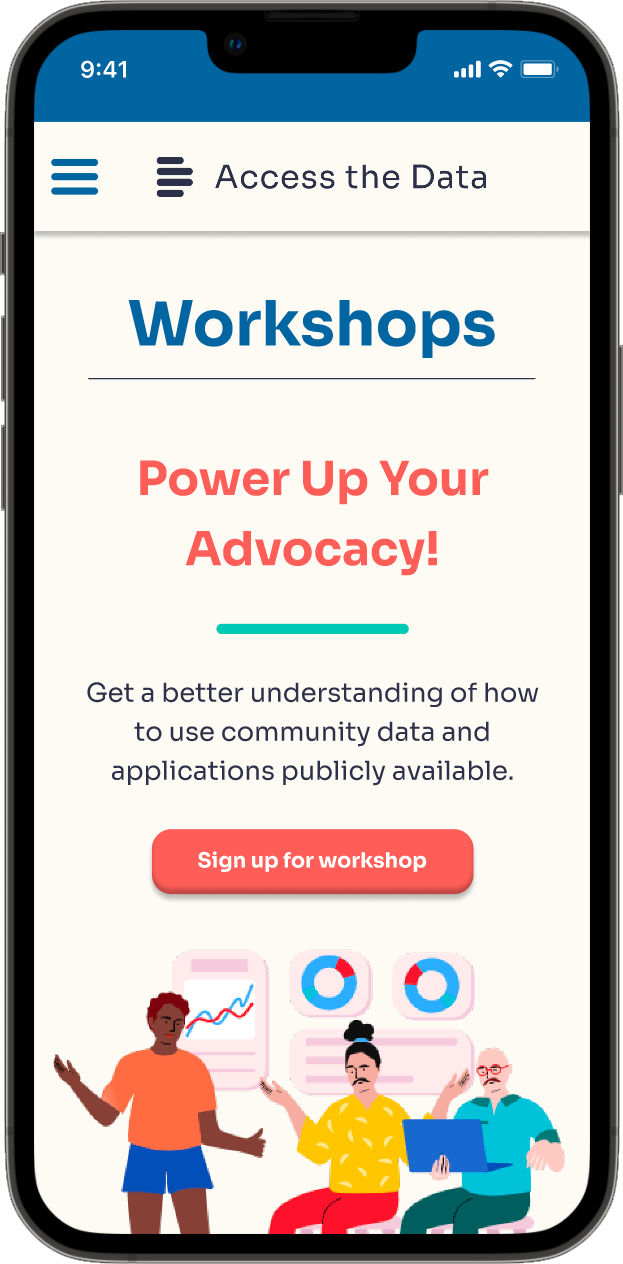 9:41
Access the Data
Workshops
Power Up Your
Advocacy!
Get a better understanding of how
to use community data and
applications publicly available.
Sign up for workshop